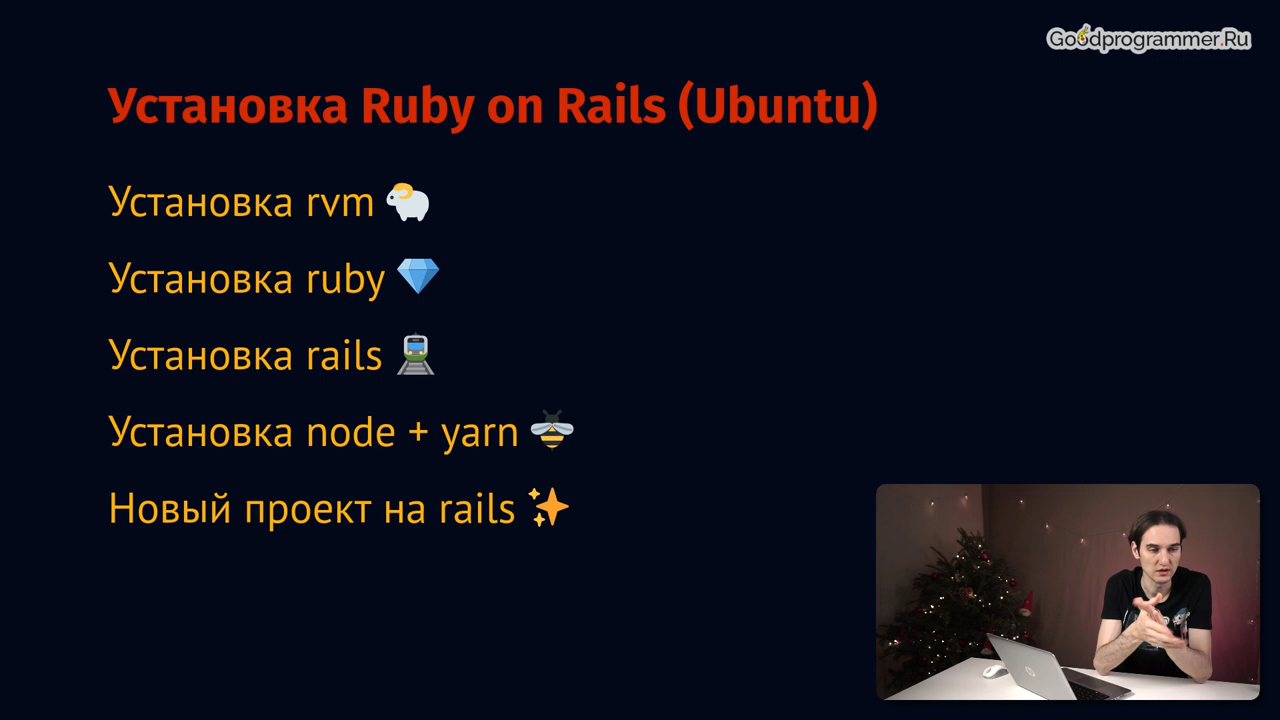 Goodprogrammer.Ru
Установка Ruby on Rails (Ubuntu)
Установка rvm
Установка ruby
Установка rails
Установка node + yarn
Новый проект на rails